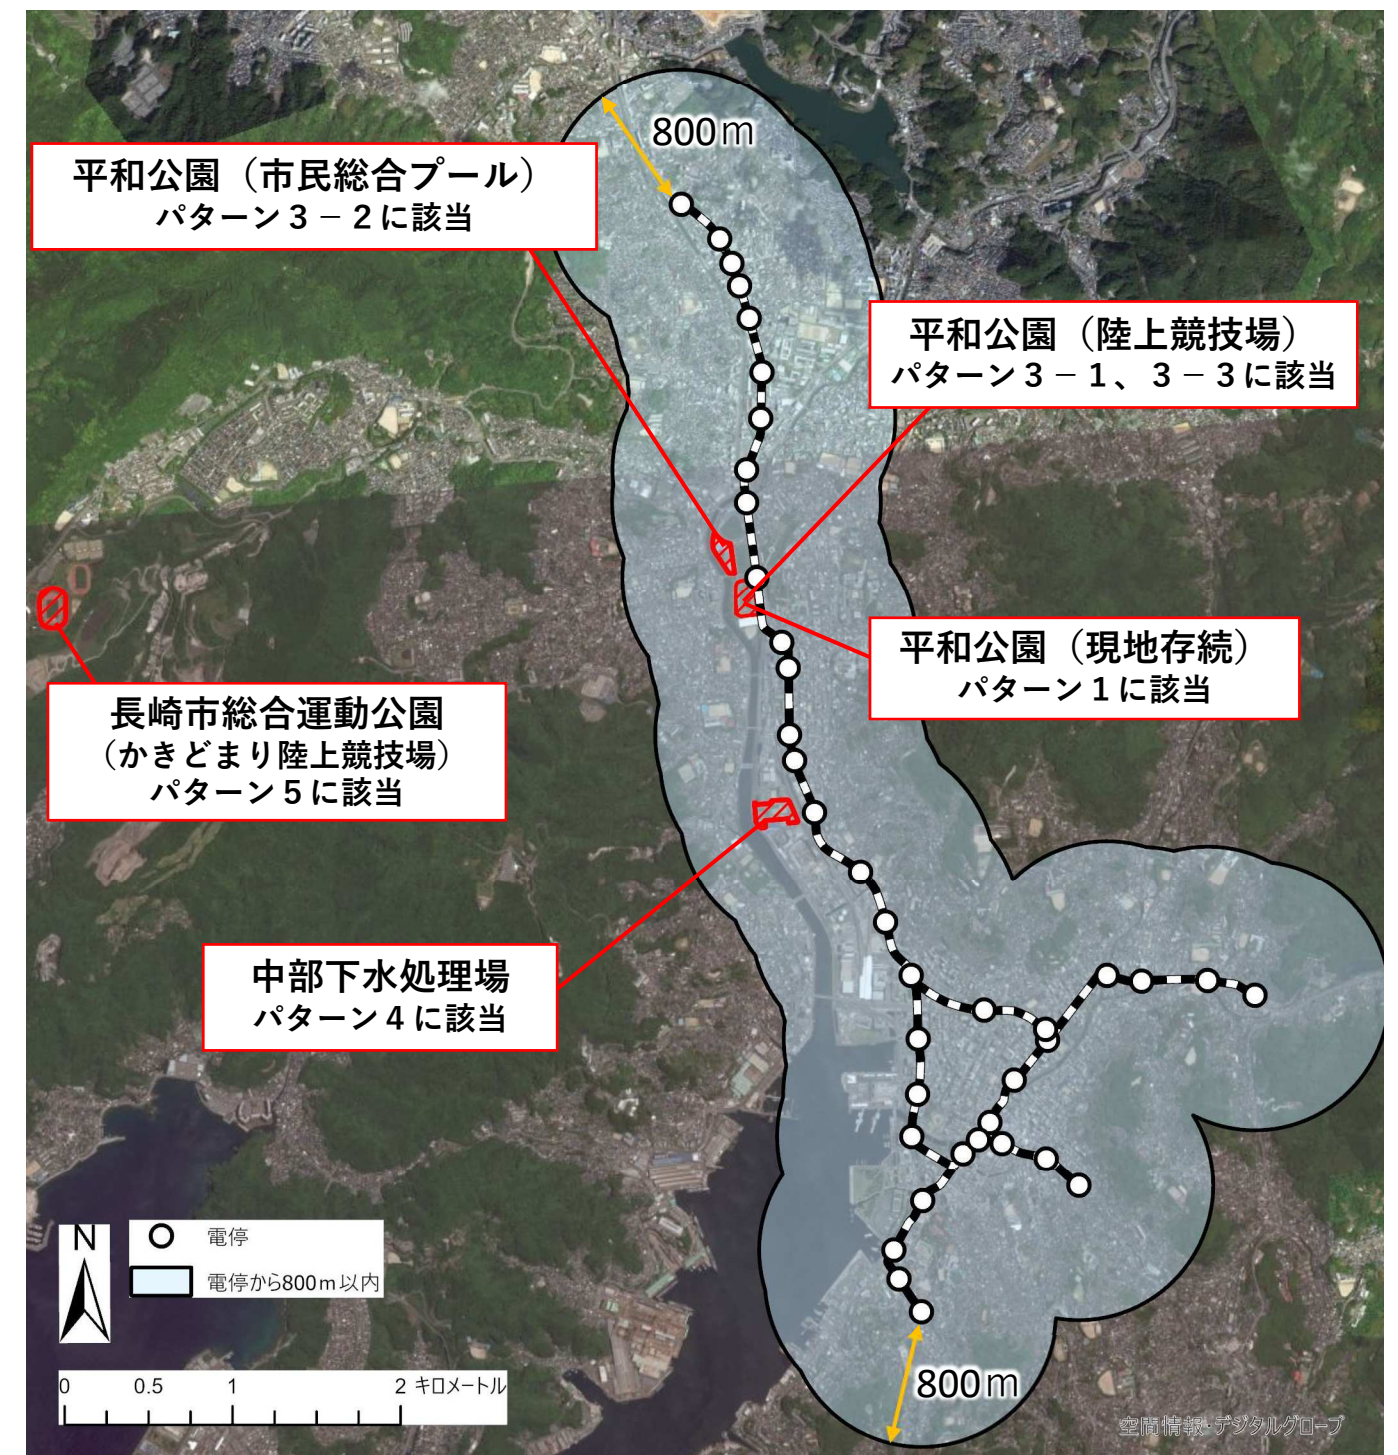 800m
平和公園（市民総合プール）
パターン３－２に該当
平和公園（陸上競技場）
パターン３－１、３－３に該当
平和公園（現地存続）
パターン１に該当
長崎市総合運動公園
（かきどまり陸上競技場）
パターン５に該当
中部下水処理場
パターン４に該当
N
電停
電停から800m以内
0 0.5 1 2 キロメートル
800m
空間情報・デジタルグローブ